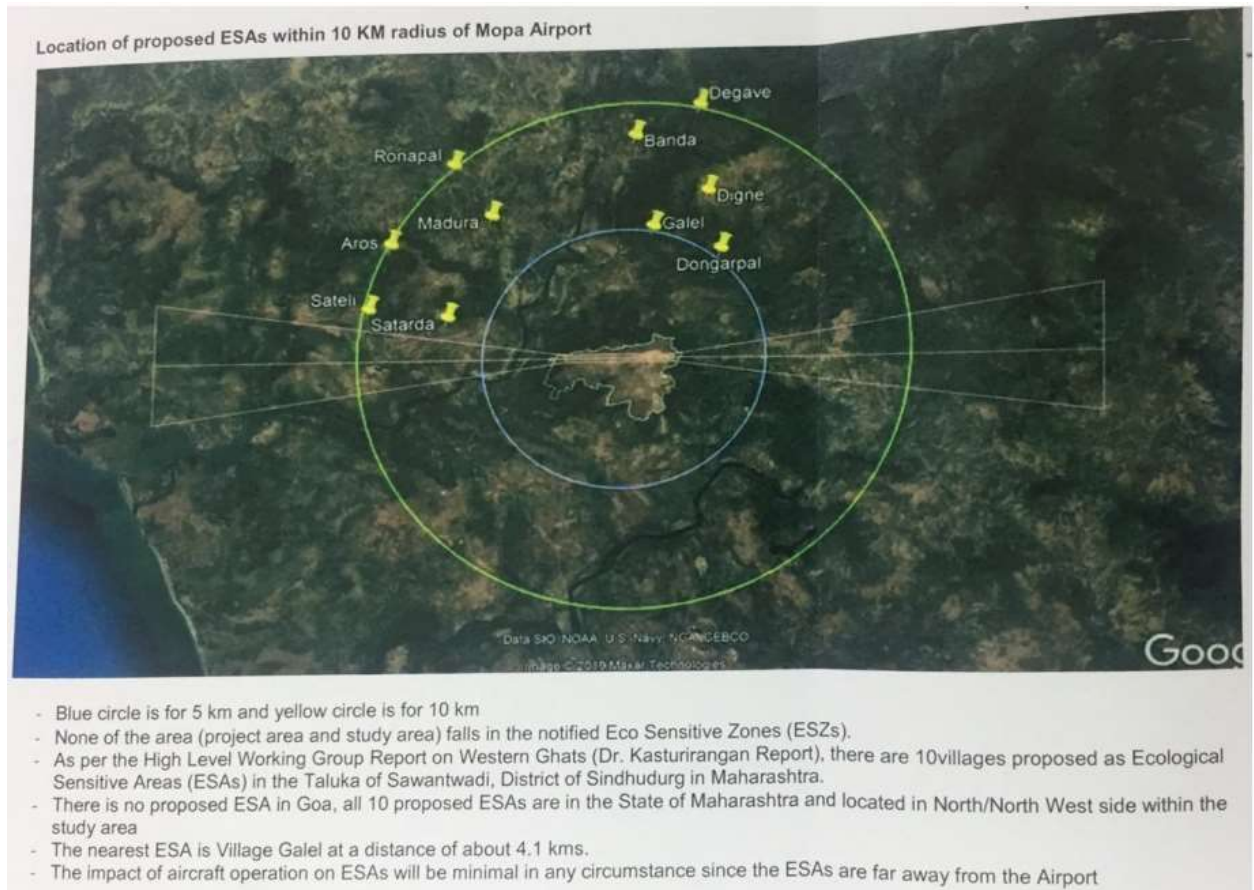 Location of proposed ESAs within 10 KM radius of Mopa Airport
Degave
Banda
Ronapal
Digne
Madura
Galel
Aros
Dongarpal
Sateli
Satarda
Data SIO, NOAA, U.S. Navy, NGA, GEBCO
Image © 2019 Maxar Technologies
Goo
- Blue circle is for 5 km and yellow circle is for 10 km
- None of the area (project area and study area) falls in the notified Eco Sensitive Zones (ESZs).
- As per the High Level Working Group Report on Western Ghats (Dr. Kasturirangan Report), there are 10villages proposed as Ecological
Sensitive Areas (ESAs) in the Taluka of Sawantwadi, District of Sindhudurg in Maharashtra.
- There is no proposed ESA in Goa, all 10 proposed ESAs are in the State of Maharashtra and located in North/North West side within the
study area
- The nearest ESA is Village Galel at a distance of about 4.1 kms.
- The impact of aircraft operation on ESAs will be minimal in any circumstance since the ESAs are far away from the Airport